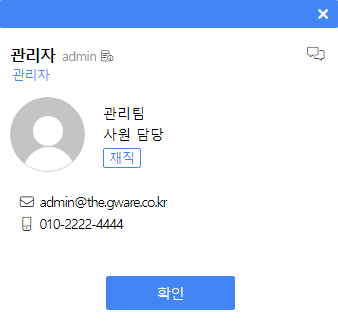 관리자 admin
관리자
관리팀
사원 담당
재직
admin@the.gware.co.kr
010-2222-4444
확인